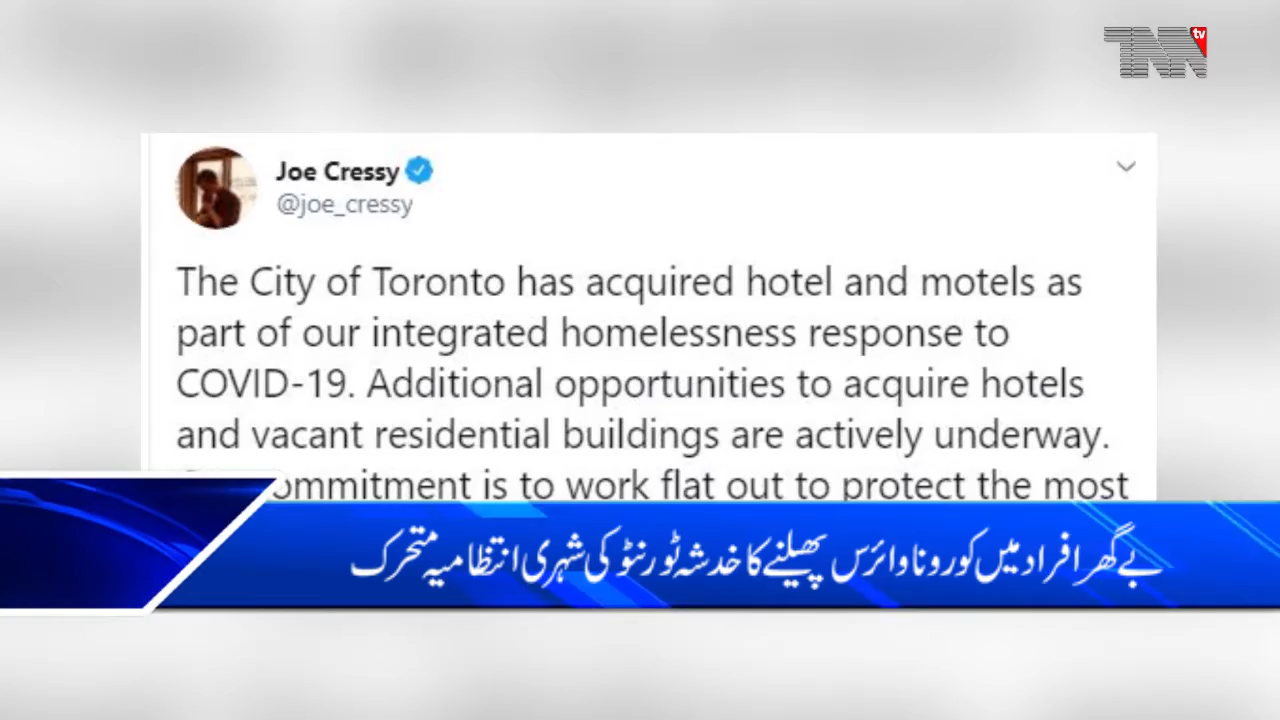 TNN tv
Joe Cressy
@joe_cressy
The City of Toronto has acquired hotel and motels as
part of our integrated homelessness response to
COVID-19. Additional opportunities to acquire hotels
and vacant residential buildings are actively underway.
ommitment is to work flat out to protect the most
بے گھر افراد میں کورونا وائرس پھیلنے کا خدشہ ٹورنٹو کی شہری انتظامیہ متحرک